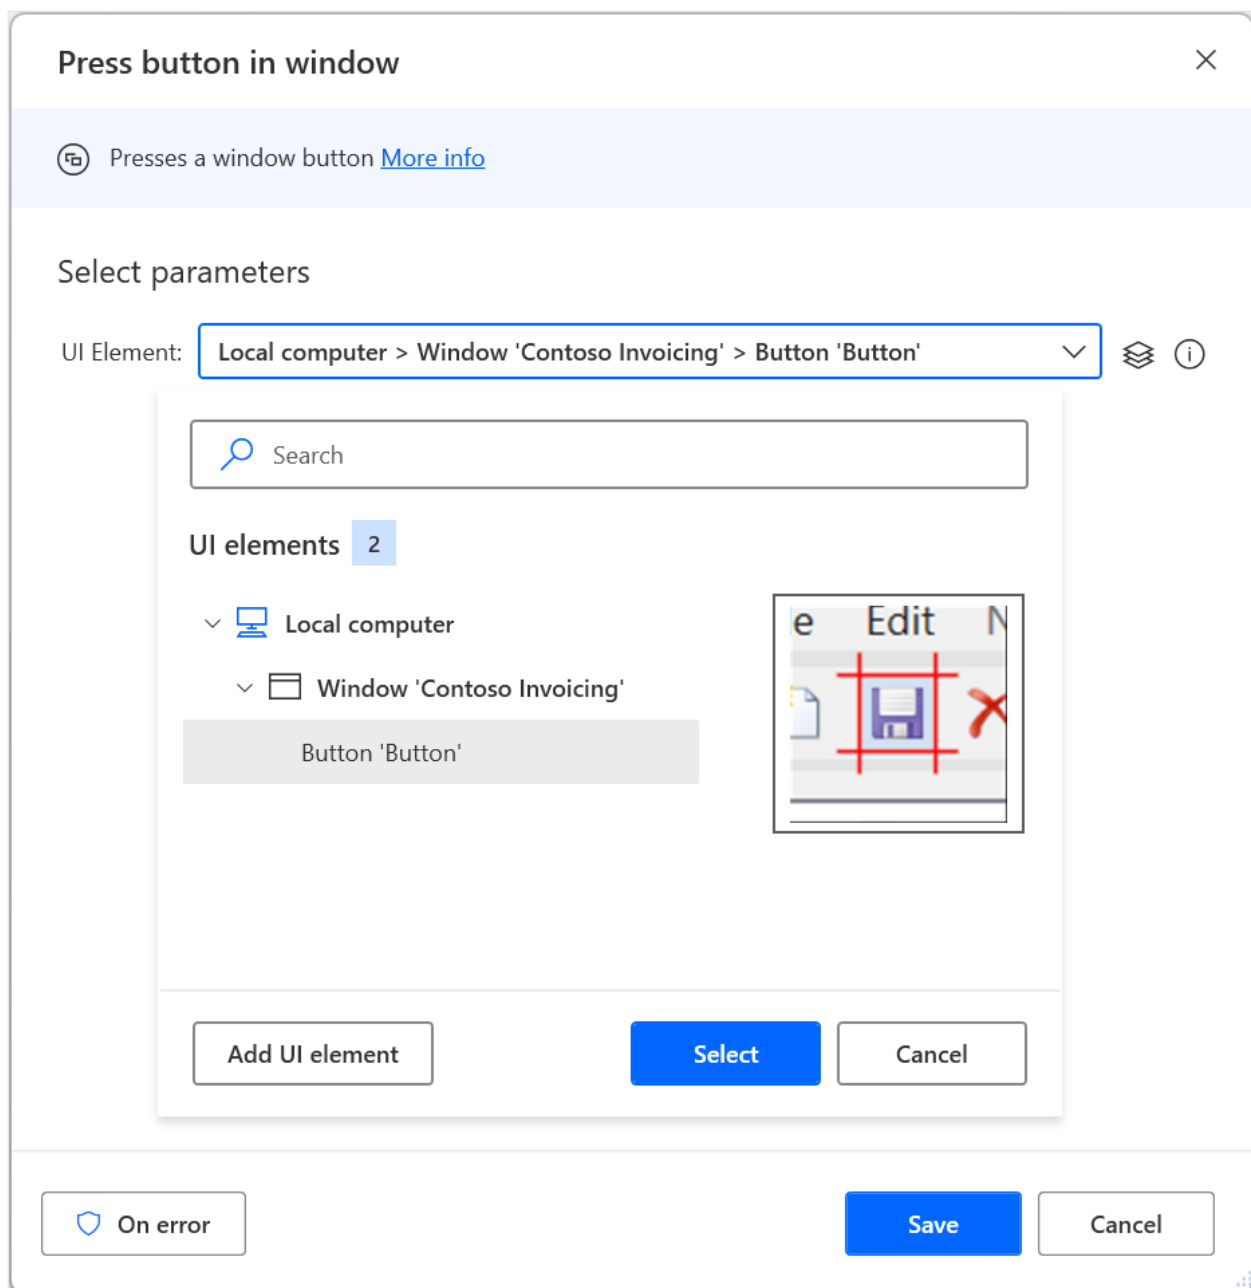 Press button in window
Presses a window button More info
Select parameters
UI Element: Local computer > Window 'Contoso Invoicing' > Button 'Button'
Search
UI elements 2
Local computer
Window 'Contoso Invoicing'
Button 'Button'
e Edit N
Add UI element Select Cancel
On error Save Cancel